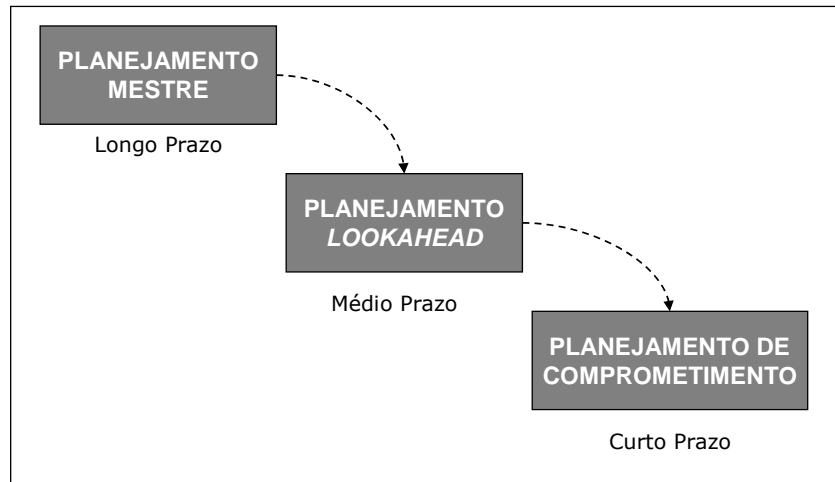 PLANEJAMENTO
MESTRE
Longo Prazo
PLANEJAMENTO
LOOKAHEAD
Médio Prazo
PLANEJAMENTO DE
COMPROMETIMENTO
Curto Prazo